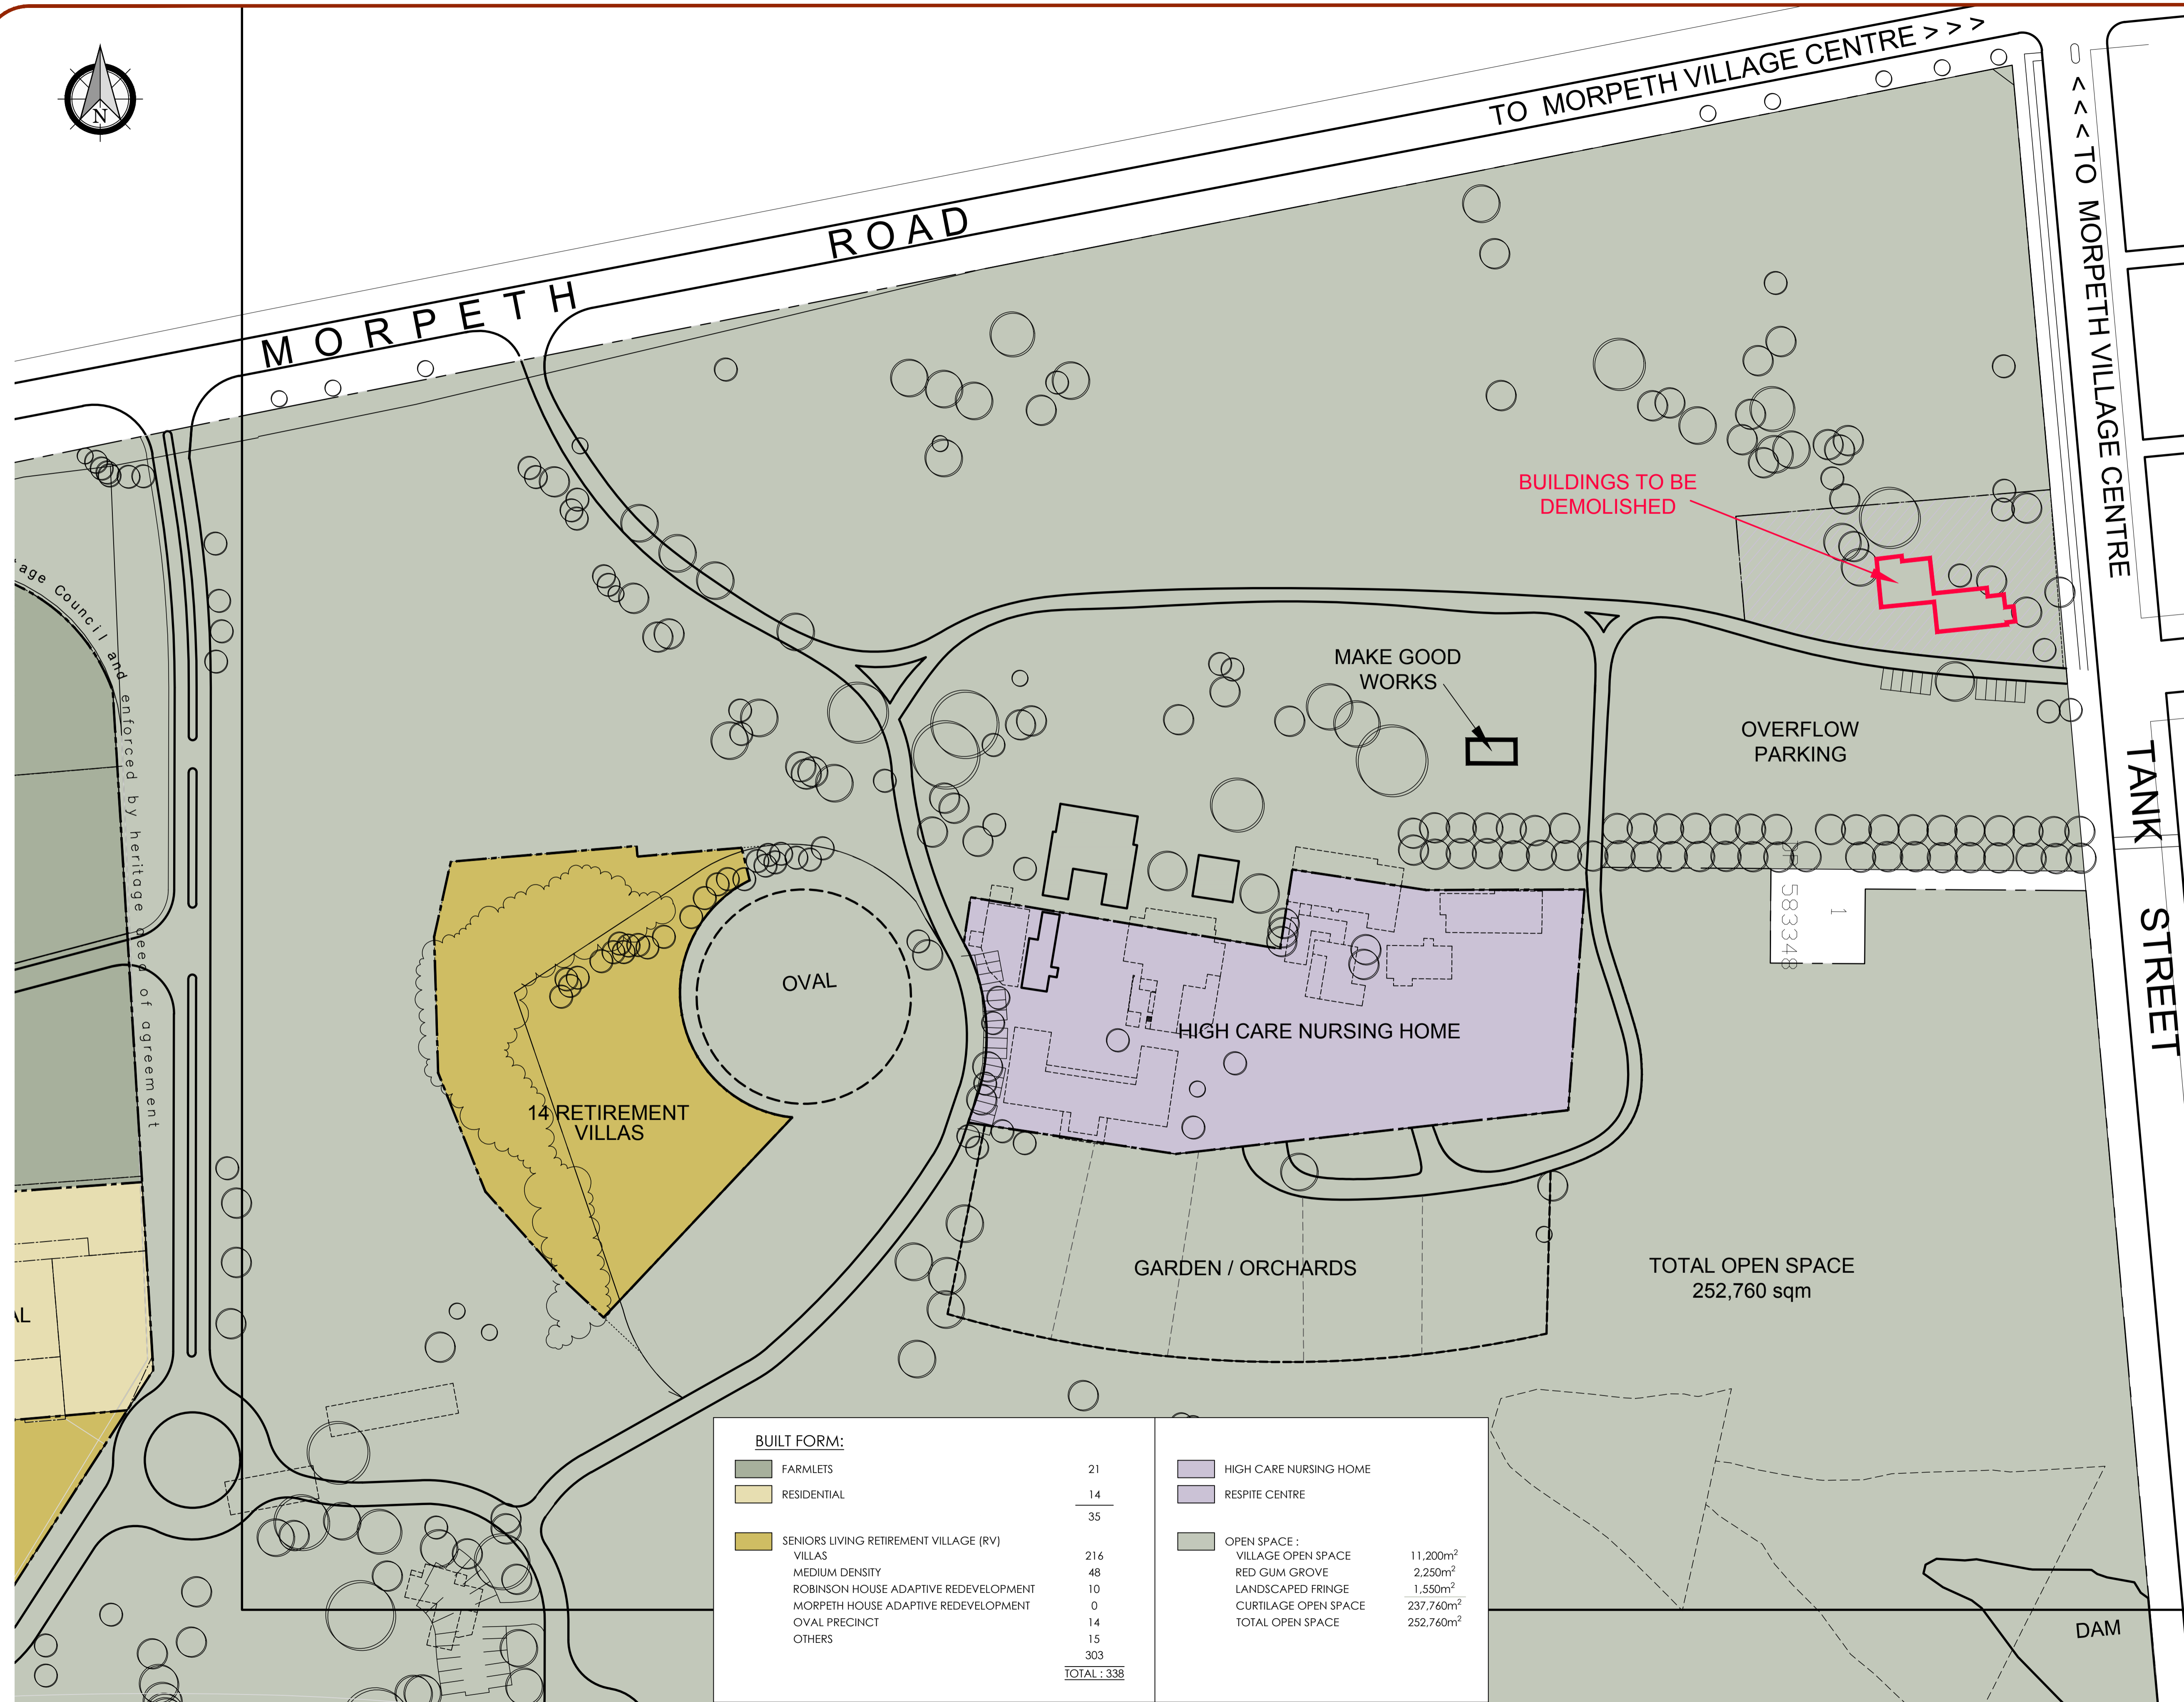 N
TO MORPETH VILLAGE CENTRE > > >
< < < TO MORPETH VILLAGE CENTRE
MORPETH ROAD
BUILDINGS TO BE
DEMOLISHED
age Council and enforced by heritage deed of agreement
MAKE GOOD
WORKS
OVERFLOW
PARKING
TANK STREET
DP 583348
1
OVAL
HIGH CARE NURSING HOME
14 RETIREMENT
VILLAS
GARDEN / ORCHARDS
TOTAL OPEN SPACE
252,760 sqm
AL
DAM
BUILT FORM:
FARMLETS 21
RESIDENTIAL 14
35
SENIORS LIVING RETIREMENT VILLAGE (RV)
VILLAS 216
MEDIUM DENSITY 48
ROBINSON HOUSE ADAPTIVE REDEVELOPMENT 10
MORPETH HOUSE ADAPTIVE REDEVELOPMENT 0
OVAL PRECINCT 14
OTHERS 15
303
TOTAL : 338
HIGH CARE NURSING HOME
RESPITE CENTRE
OPEN SPACE :
VILLAGE OPEN SPACE 11,200m²
RED GUM GROVE 2,250m²
LANDSCAPED FRINGE 1,550m²
CURTILAGE OPEN SPACE 237,760m²
TOTAL OPEN SPACE 252,760m²